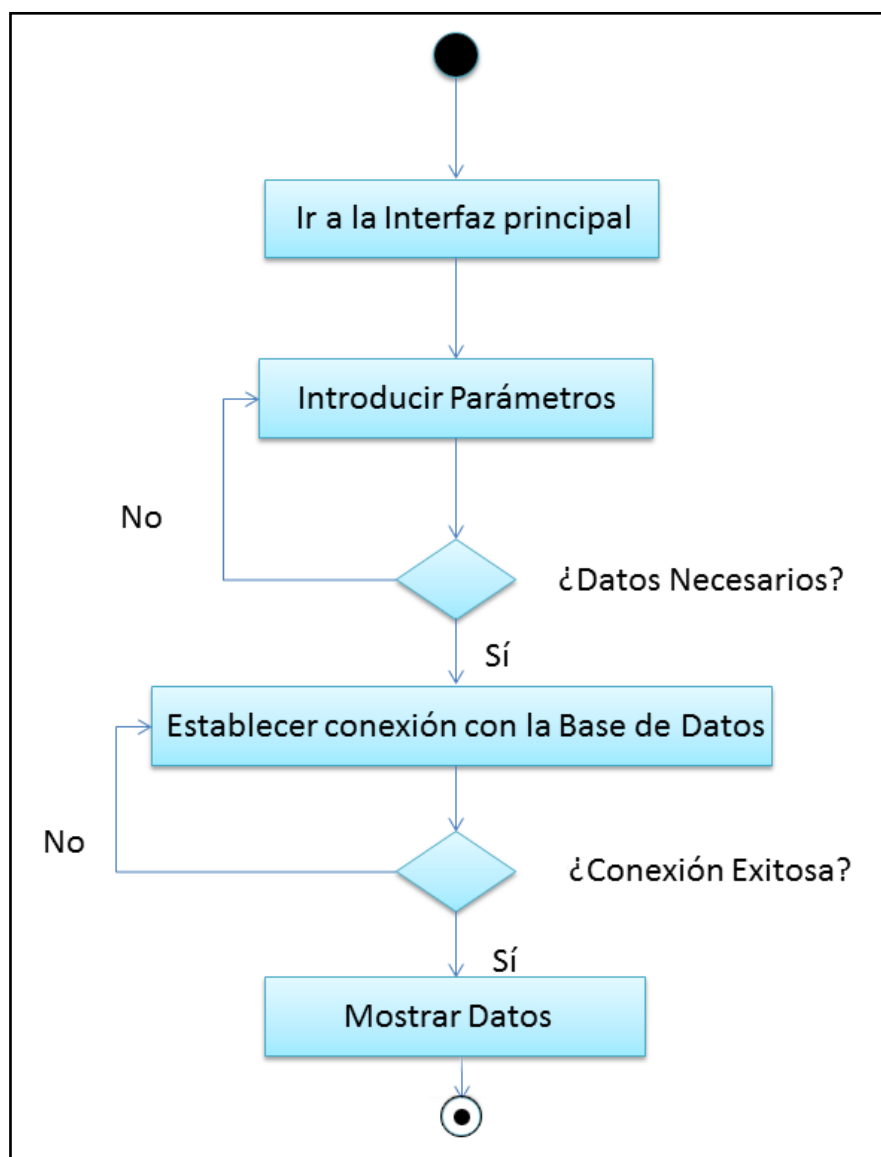 Ir a la Interfaz principal
Introducir Parámetros
No
¿Datos Necesarios?
Sí
Establecer conexión con la Base de Datos
No
¿Conexión Exitosa?
Sí
Mostrar Datos